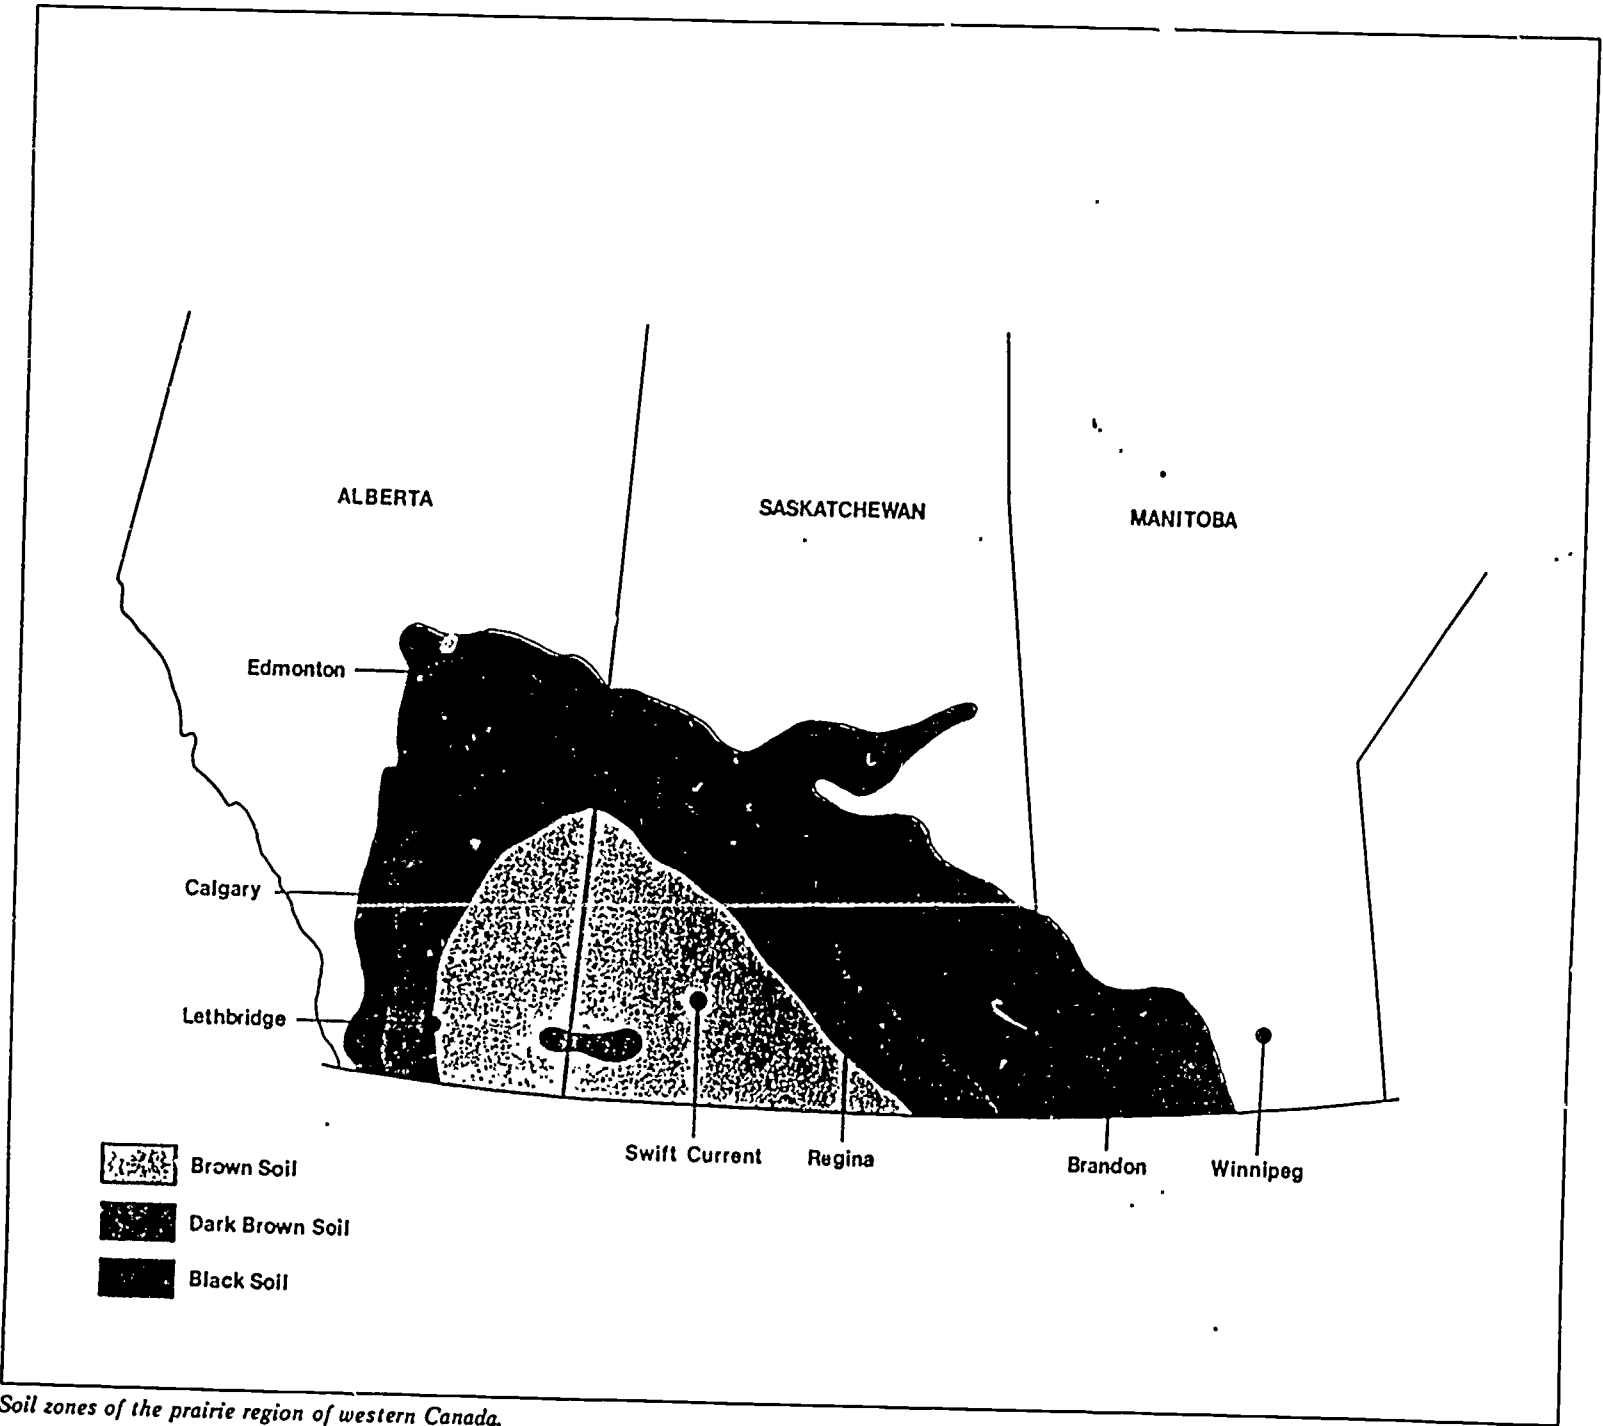 ALBERTA
SASKATCHEWAN
MANITOBA
Edmonton
Calgary
Lethbridge
Swift Current
Regina
Brandon
Winnipeg
Brown Soil
Dark Brown Soil
Black Soil
Soil zones of the prairie region of western Canada.